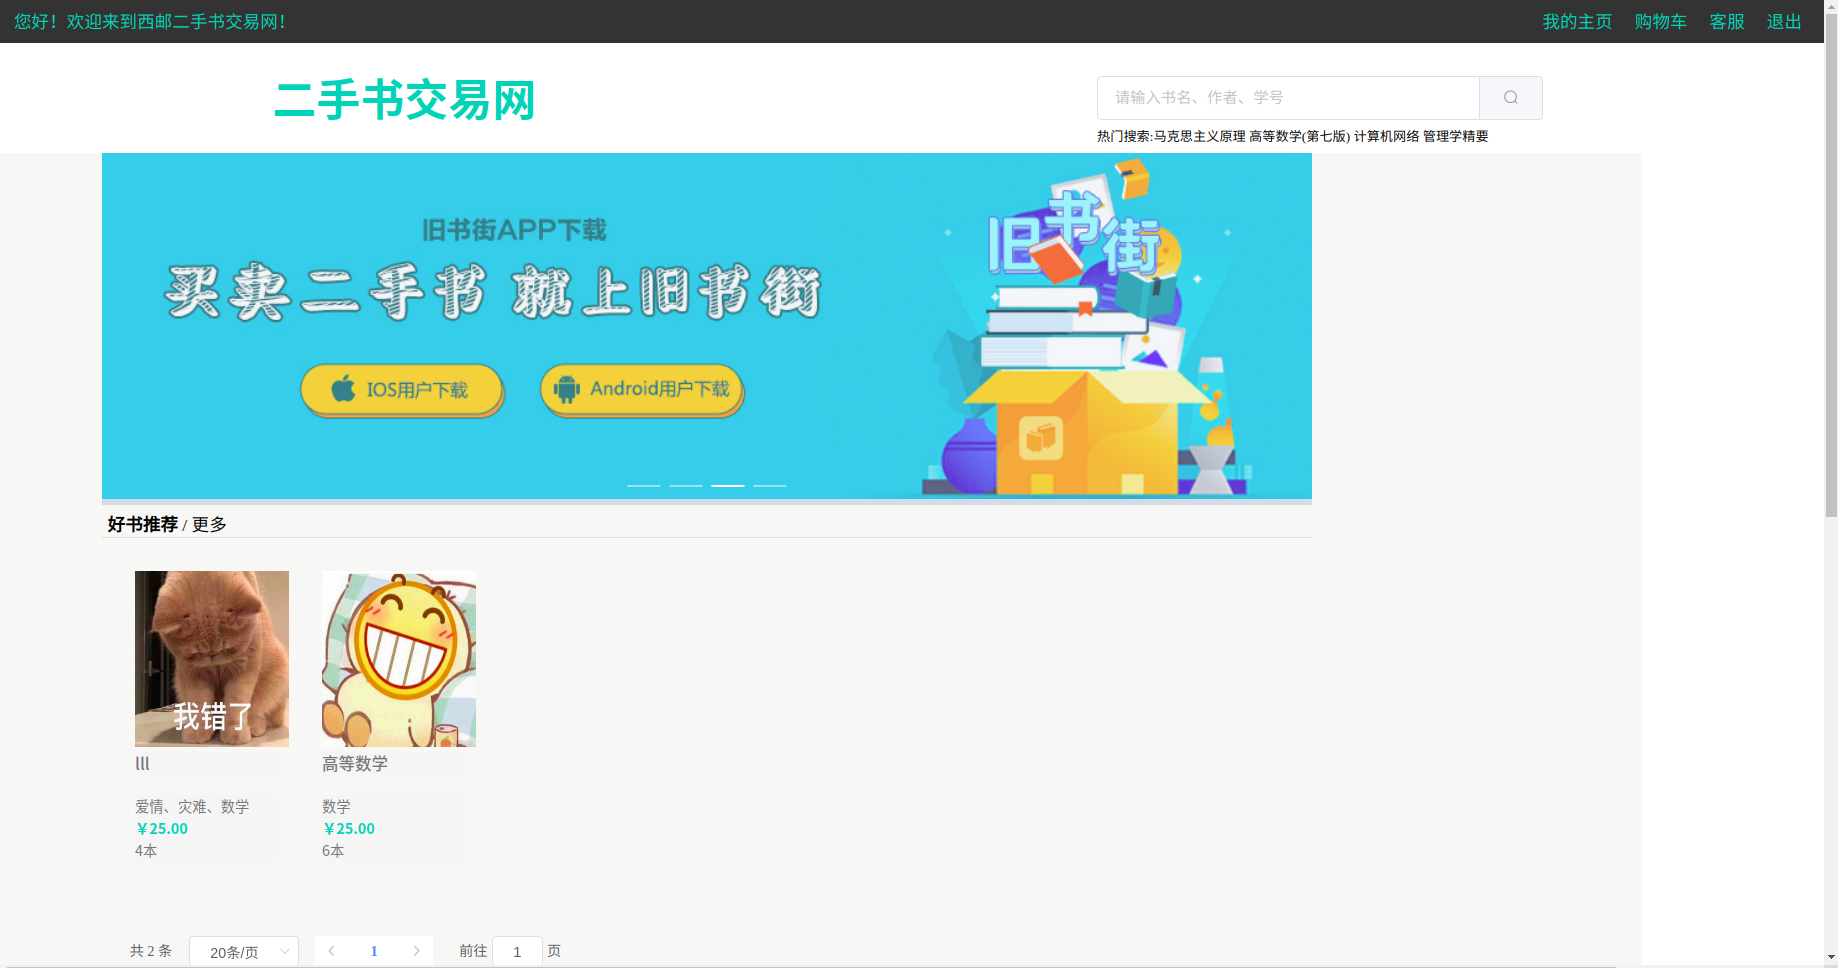 您好！欢迎来到西邮二手书交易网！
我的主页 购物车 客服 退出
二手书交易网
请输入书名、作者、学号
热门搜索:马克思主义原理 高等数学(第七版) 计算机网络 管理学精要
旧书街APP下载
买卖二手书 就上旧书街
IOS用户下载 Android用户下载
旧书街
好书推荐 / 更多
我错了
lll
爱情、灾难、数学
￥25.00
4本
高等数学
数学
￥25.00
6本
共 2 条 20条/页 1 前往 1 页